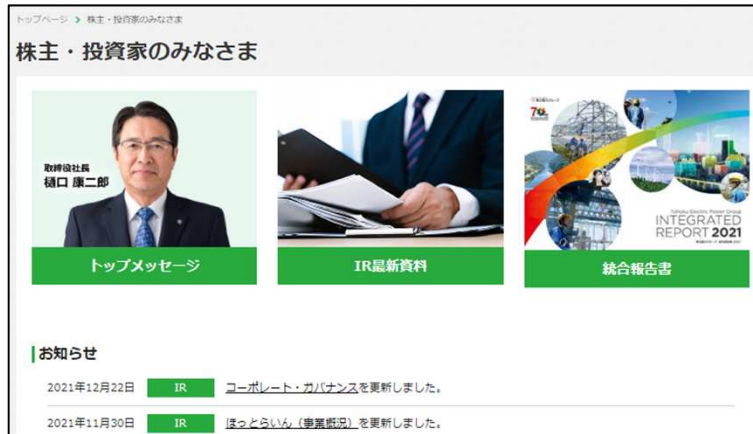 トップページ > 株主・投資家のみなさま
株主・投資家のみなさま
取締役社長
樋口 康二郎
トップメッセージ
IR最新資料
70
Tohoku Electric Power Group
INTEGRATED
REPORT 2021
統合報告書
お知らせ
2021年12月22日 IR コーポレート・ガバナンスを更新しました。
2021年11月30日 IR ほっとらいん（事業概況）を更新しました。